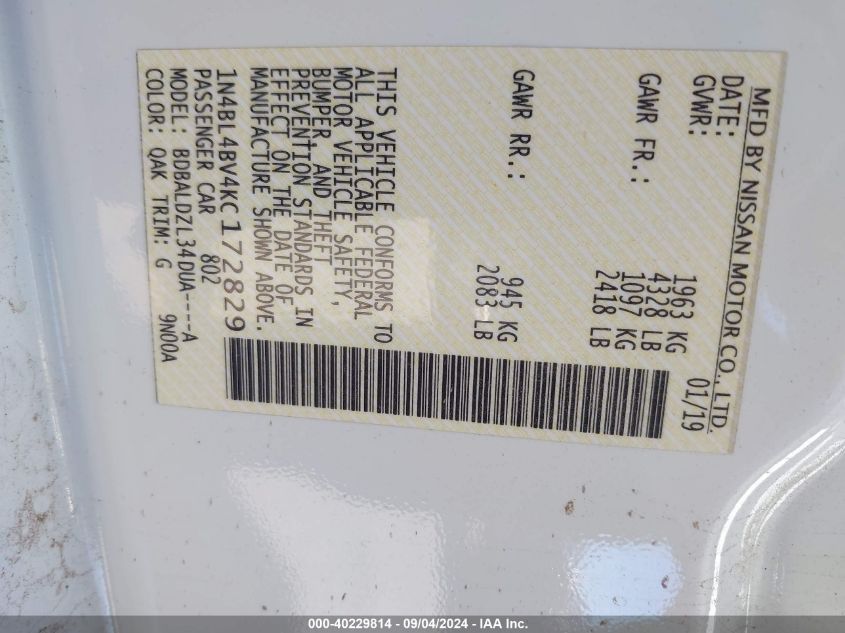 MFD BY NISSAN MOTOR CO., LTD.
DATE: 01/19
GVWR: 1963 KG
4328 LB
GAWR FR.: 1097 KG
2418 LB
GAWR RR.: 945 KG
2083 LB
THIS VEHICLE CONFORMS TO
ALL APPLICABLE FEDERAL
MOTOR VEHICLE SAFETY,
BUMPER, AND THEFT
PREVENTION STANDARDS IN
EFFECT ON THE DATE OF
MANUFACTURE SHOWN ABOVE.
1N4BL4BV4KC172829
PASSENGER CAR 802
MODEL: BDBALDZL34DUA----A
COLOR: QAK TRIM: G 9N00A
000-40229814 - 09/04/2024 - IAA Inc.